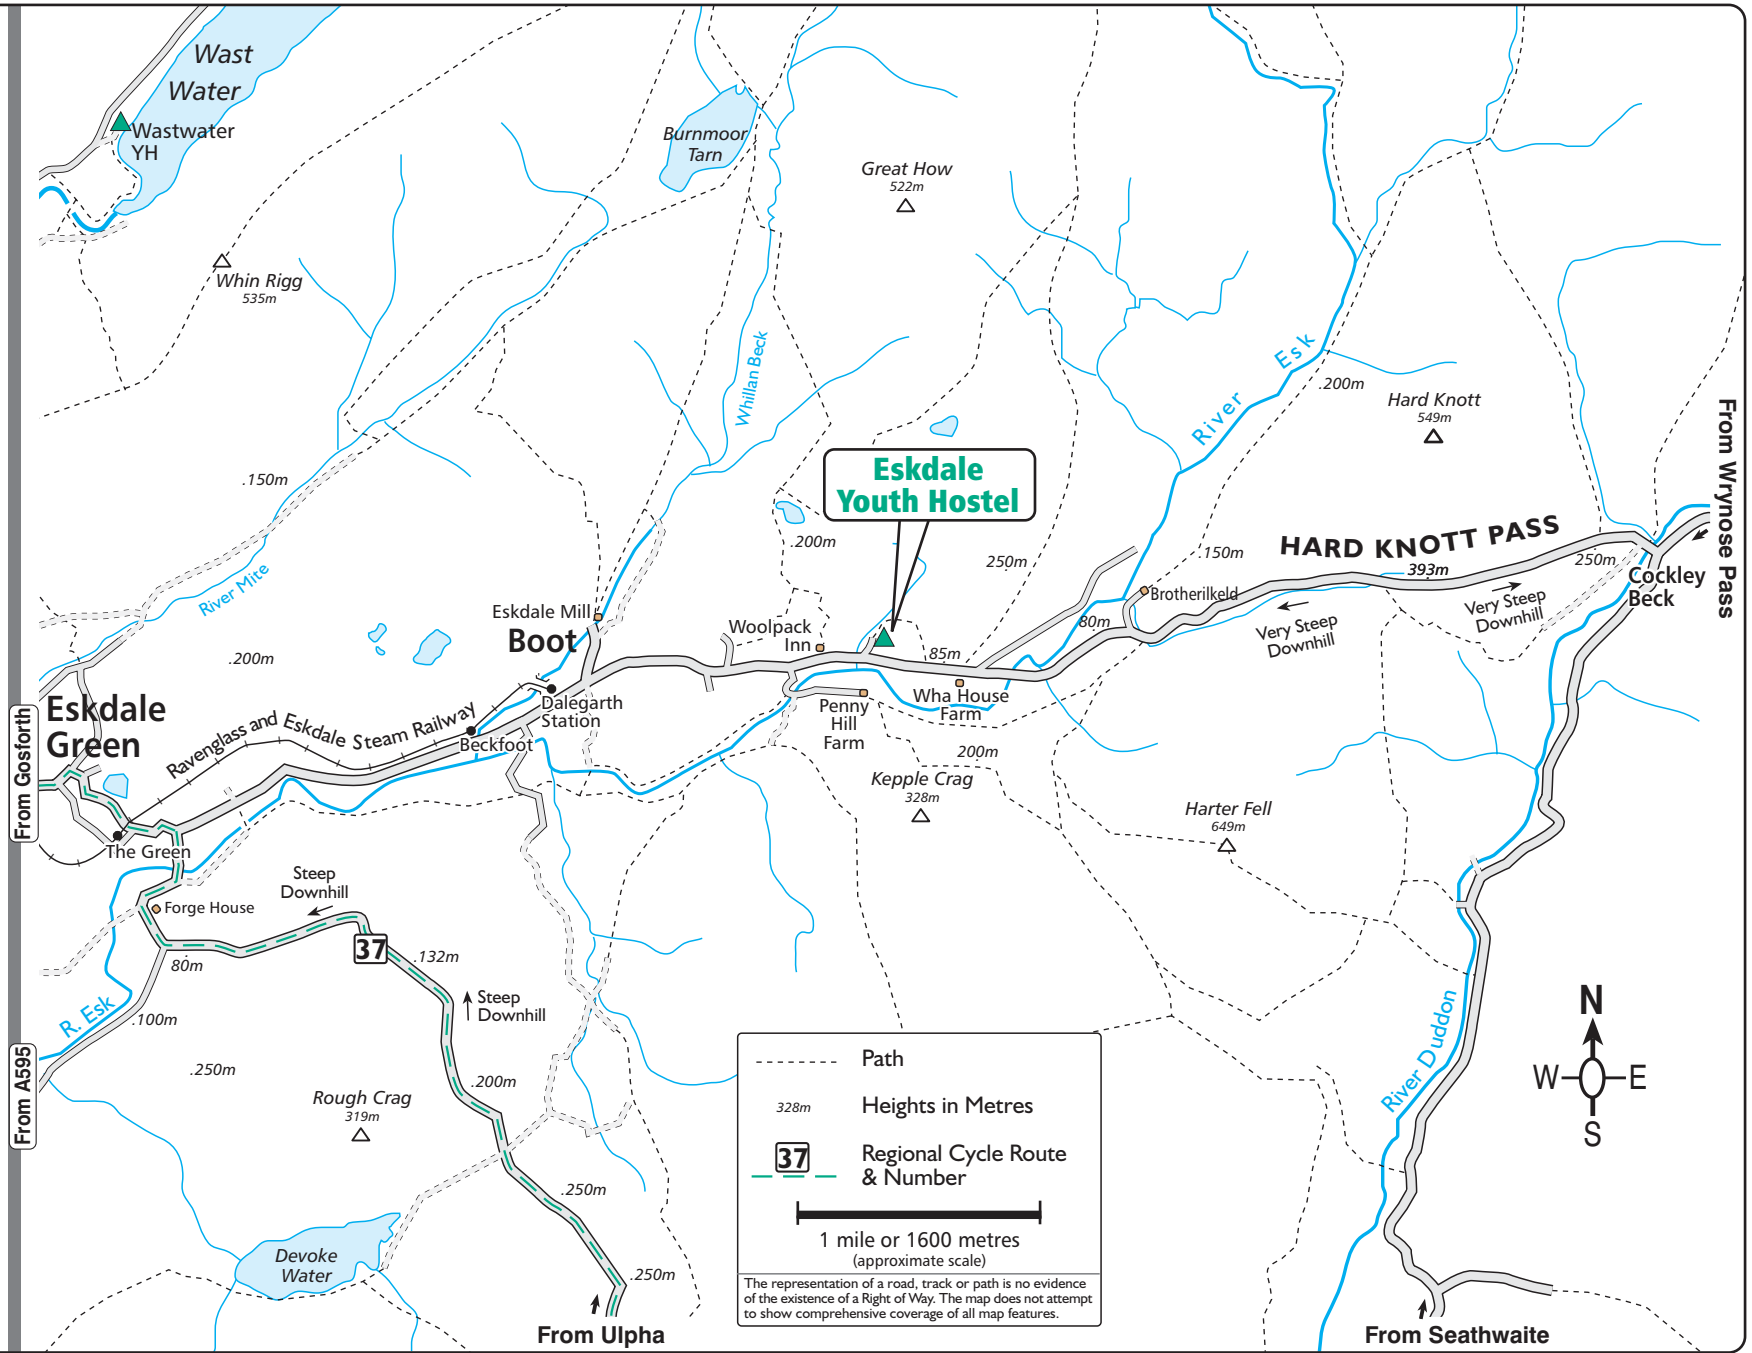 Wast
Water
Wastwater
YH
Burnmoor
Tarn
Great How
522m
Whin Rigg
535m
Whillan Beck
River Esk
.200m
Hard Knott
549m
From Wrynose Pass
.150m
Eskdale
Youth Hostel
.200m
250m
.150m
HARD KNOTT PASS
393m
250m
Cockley
Beck
Very Steep
Downhill
Very Steep
Downhill
Brotherilkeld
80m
River Mite
Eskdale Mill
Boot
Woolpack
Inn
85m
Wha House
Farm
Penny
Hill
Farm
.200m
Eskdale
Green
Ravenglass and Eskdale Steam Railway
Dalegarth
Station
Beckfoot
200m
Kepple Crag
328m
Harter Fell
649m
From Gosforth
The Green
Steep
Downhill
Forge House
37
80m
.132m
Steep
Downhill
R. Esk
.100m
From A595
.250m
Rough Crag
319m
.200m
.250m
Devoke
Water
.250m
From Ulpha
River Duddon
N
W
E
S
Path
328m
Heights in Metres
37
Regional Cycle Route
& Number
1 mile or 1600 metres
(approximate scale)
The representation of a road, track or path is no evidence
of the existence of a Right of Way. The map does not attempt
to show comprehensive coverage of all map features.
From Seathwaite